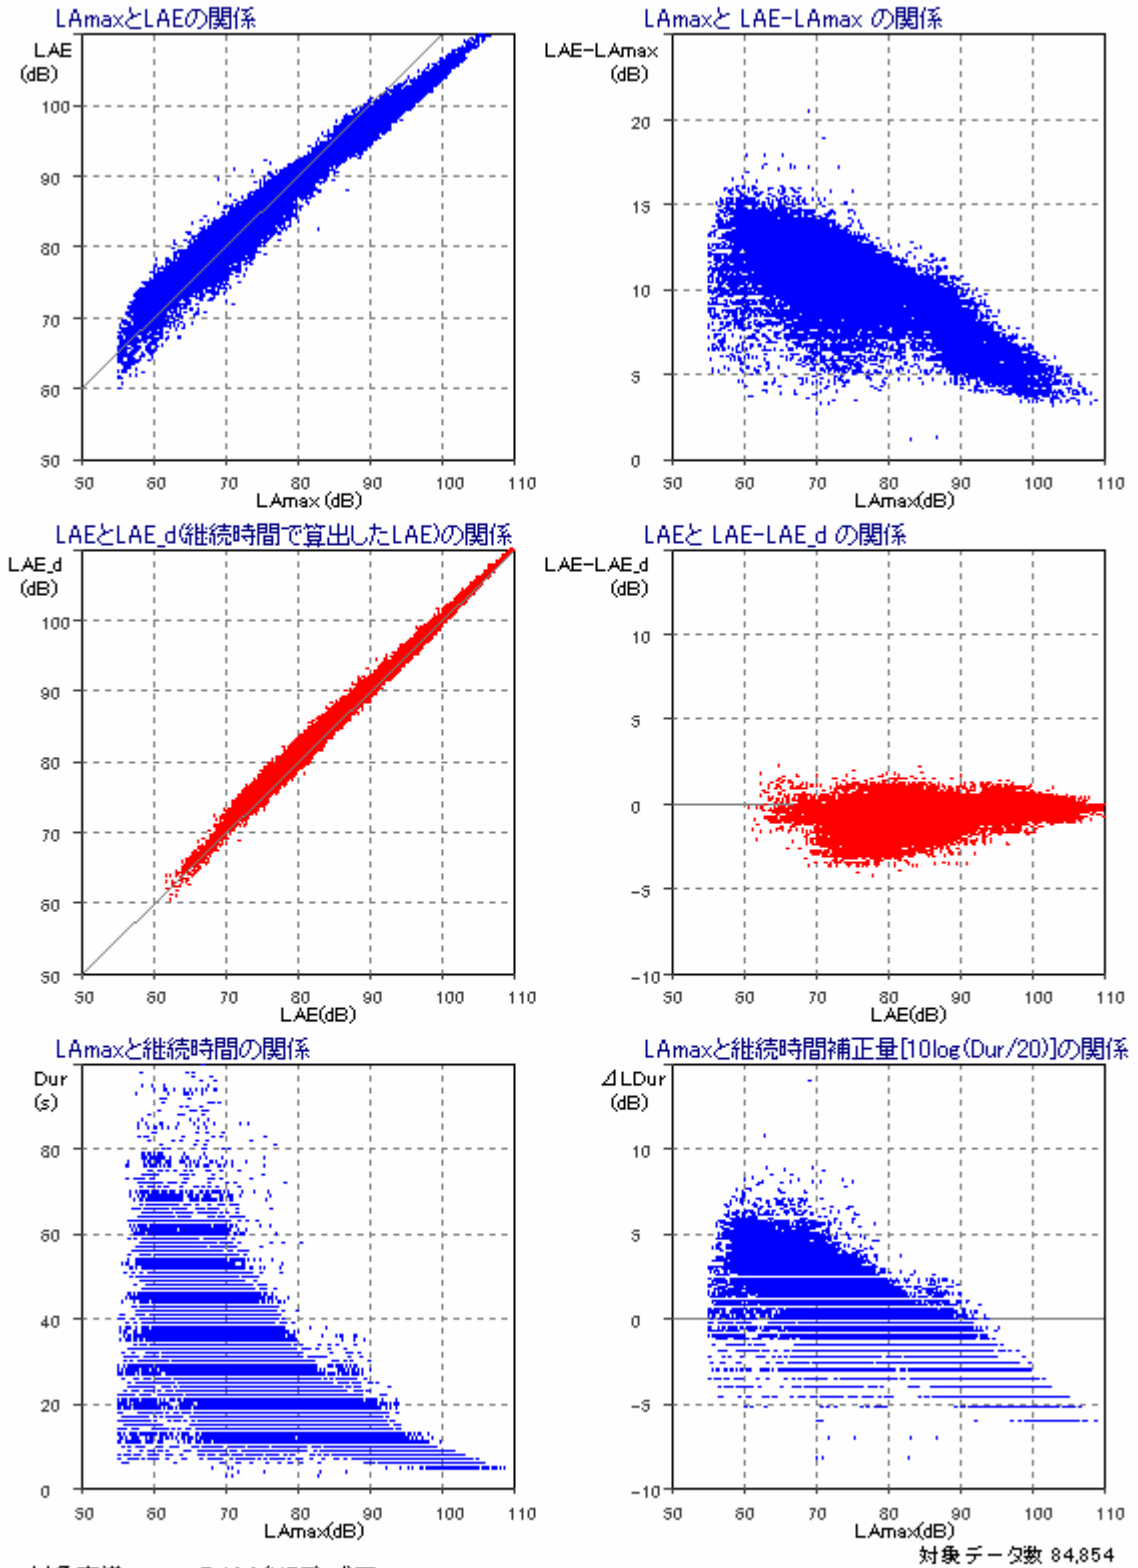 LAmaxとLAEの関係
LAE
(dB)
100
90
80
70
60
50
50 60 70 80 90 100 110
LAmax (dB)
LAmaxと LAE-LAmax の関係
LAE-LAmax
(dB)
20
15
10
5
0
50 60 70 80 90 100 110
LAmax(dB)
LAEとLAE_d(継続時間で算出したLAE)の関係
LAE_d
(dB)
100
90
80
70
60
50
50 60 70 80 90 100 110
LAE(dB)
LAEと LAE-LAE_d の関係
LAE-LAE_d
(dB)
10
5
0
-5
-10
50 60 70 80 90 100 110
LAE(dB)
LAmaxと継続時間の関係
Dur
(s)
80
60
40
20
0
50 60 70 80 90 100 110
LAmax(dB)
LAmaxと継続時間補正量[10log(Dur/20)]の関係
⊿LDur
(dB)
10
5
0
-5
-10
50 60 70 80 90 100 110
LAmax(dB)
対象データ数 84,854